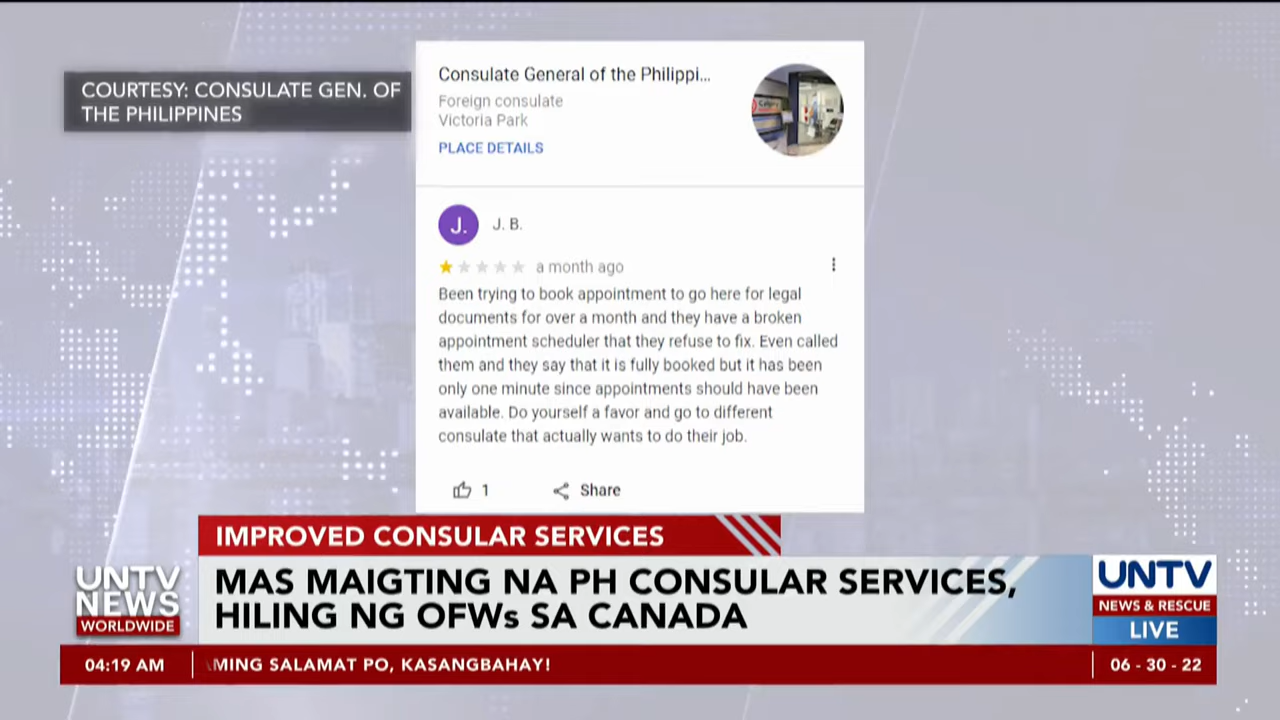 COURTESY: CONSULATE GEN. OF
THE PHILIPPINES
Consulate General of the Philippi...
Foreign consulate
Victoria Park
PLACE DETAILS
J.
J. B.
a month ago
Been trying to book appointment to go here for legal
documents for over a month and they have a broken
appointment scheduler that they refuse to fix. Even called
them and they say that it is fully booked but it has been
only one minute since appointments should have been
available. Do yourself a favor and go to different
consulate that actually wants to do their job.
1
Share
IMPROVED CONSULAR SERVICES
MAS MAIGTING NA PH CONSULAR SERVICES,
HILING NG OFWs SA CANADA
UNTV
NEWS
WORLDWIDE
UNTV
NEWS & RESCUE
LIVE
04:19 AM
MING SALAMAT PO, KASANGBAHAY!
06 - 30 - 22